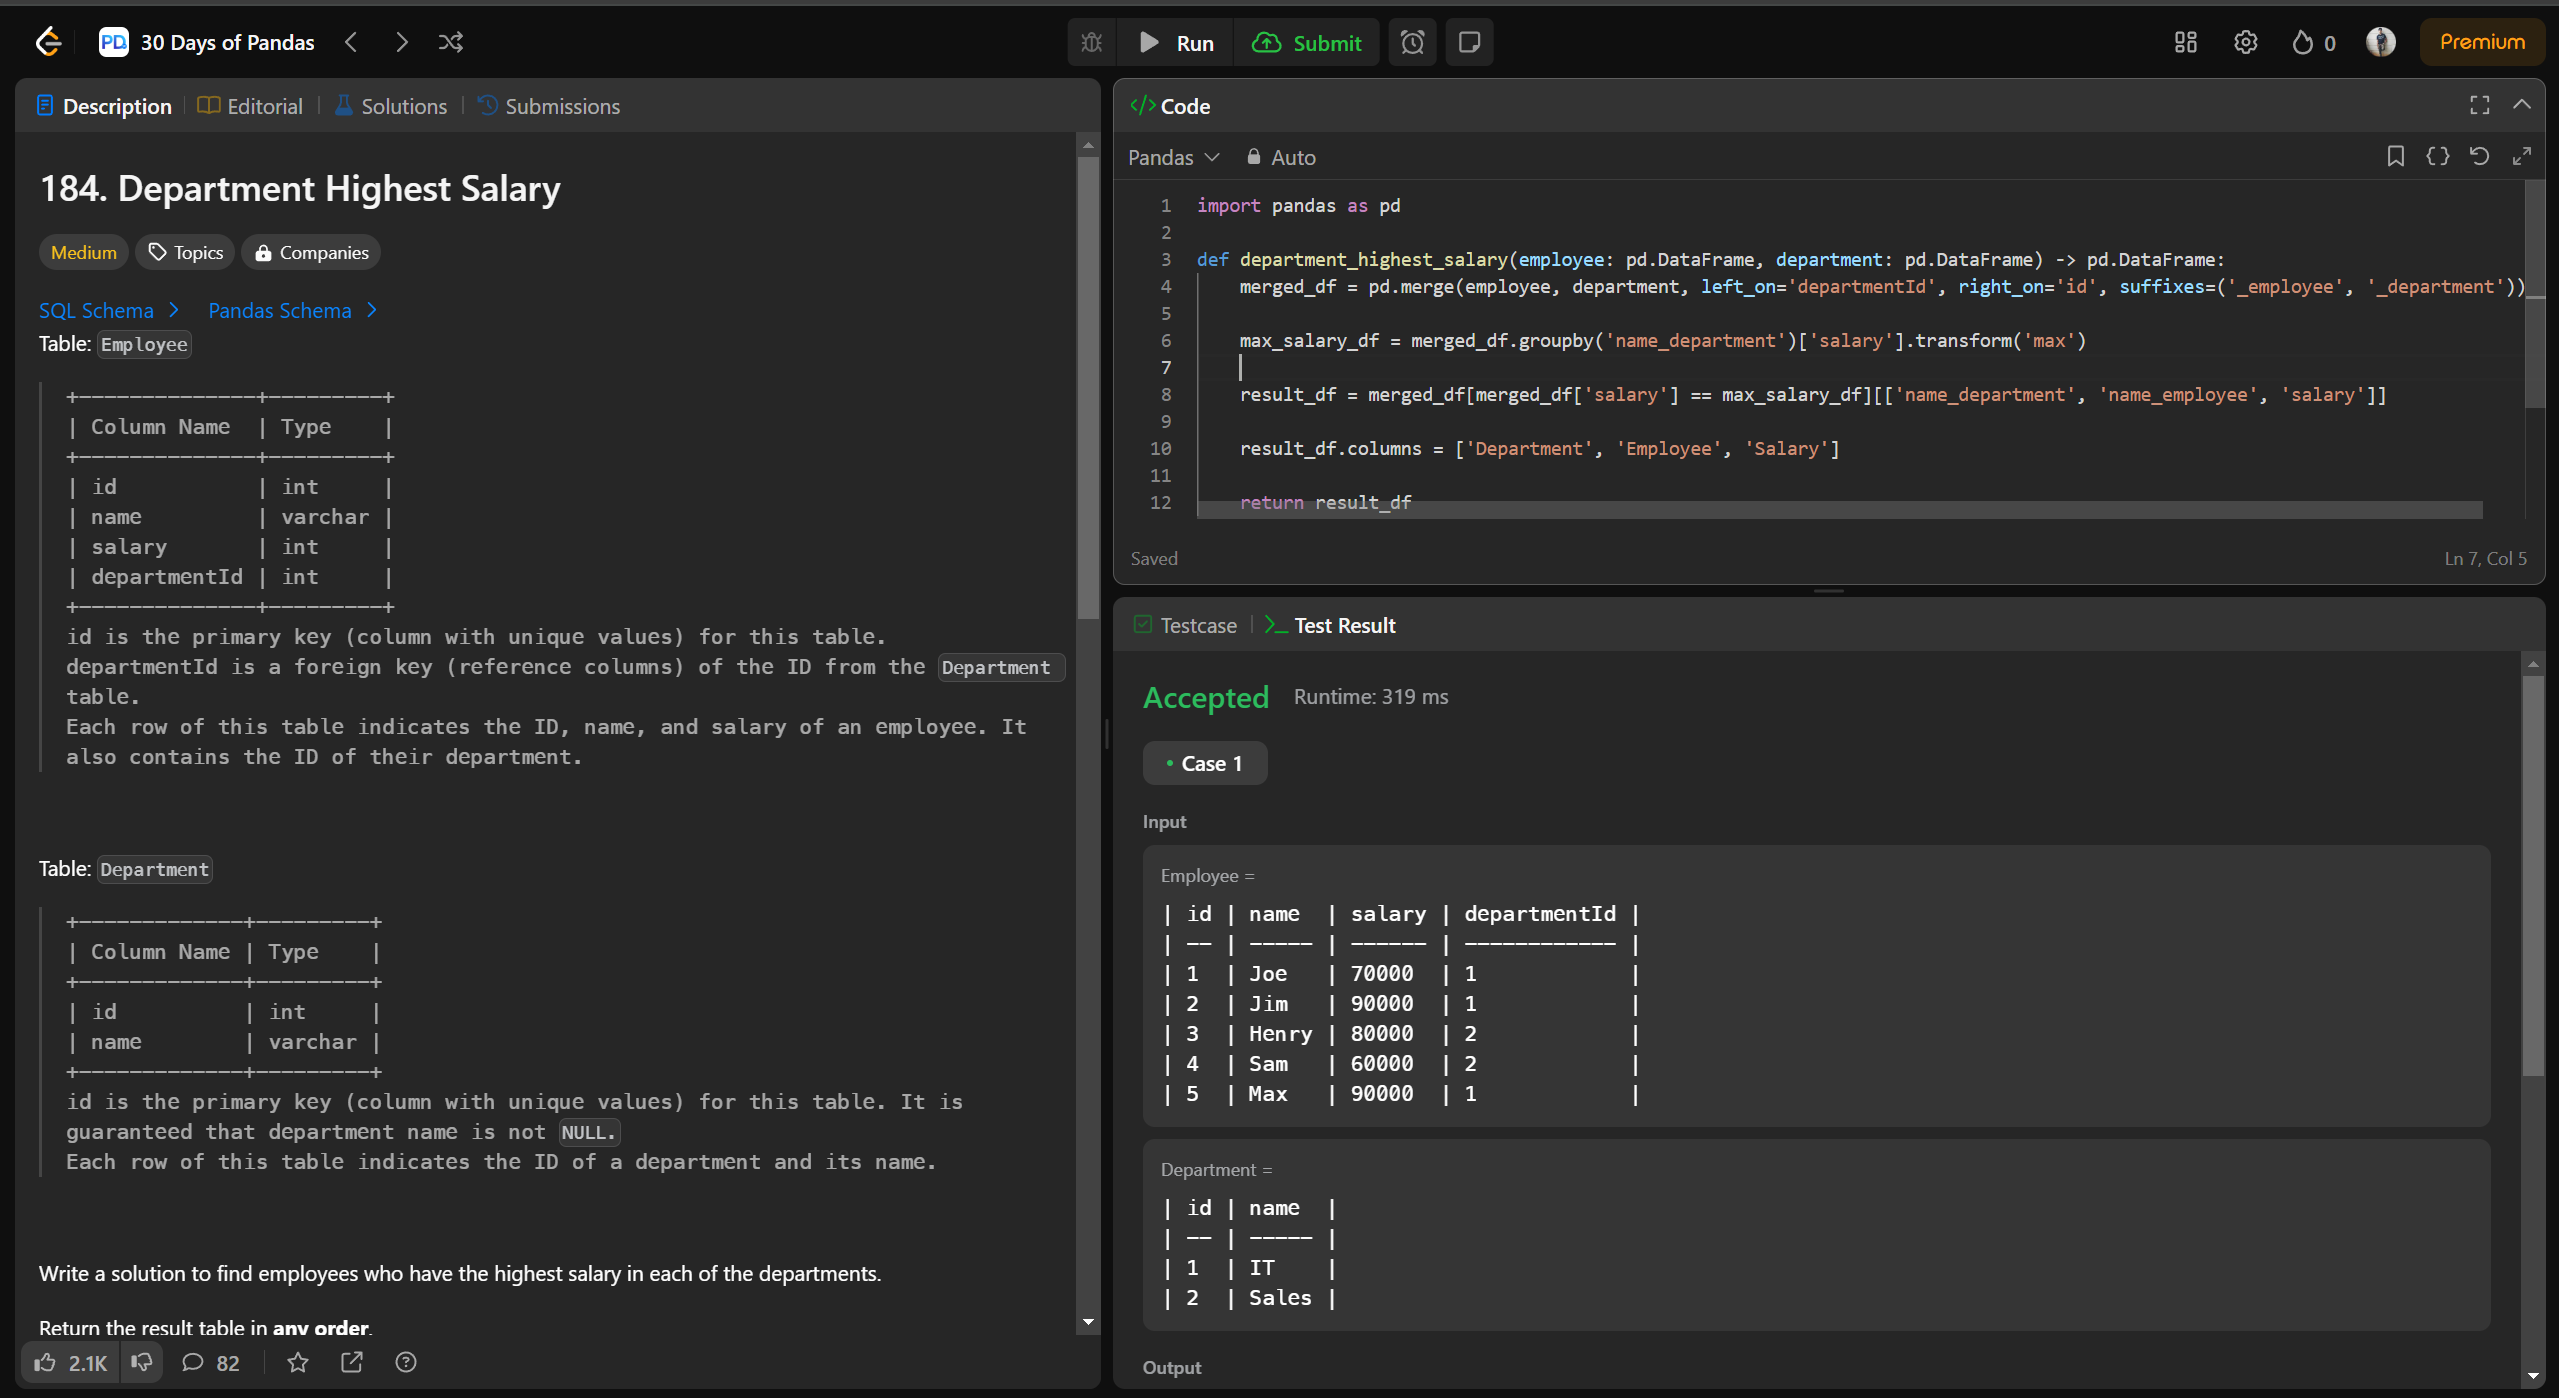 30 Days of Pandas
Run
Submit
0
Premium
Description
Editorial
Solutions
Submissions
184. Department Highest Salary
Medium
Topics
Companies
SQL Schema
Pandas Schema
Table: Employee
+--------------+---------+
| Column Name  | Type    |
+--------------+---------+
| id           | int     |
| name         | varchar |
| salary       | int     |
| departmentId | int     |
+--------------+---------+
id is the primary key (column with unique values) for this table.
departmentId is a foreign key (reference columns) of the ID from the Department
table.
Each row of this table indicates the ID, name, and salary of an employee. It
also contains the ID of their department.
Table: Department
+-------------+---------+
| Column Name | Type    |
+-------------+---------+
| id          | int     |
| name        | varchar |
+-------------+---------+
id is the primary key (column with unique values) for this table. It is
guaranteed that department name is not NULL.
Each row of this table indicates the ID of a department and its name.
Write a solution to find employees who have the highest salary in each of the departments.
Return the result table in any order.
2.1K
82
Code
Pandas
Auto
1 import pandas as pd
2
3 def department_highest_salary(employee: pd.DataFrame, department: pd.DataFrame) -> pd.DataFrame:
4     merged_df = pd.merge(employee, department, left_on='departmentId', right_on='id', suffixes=('_employee', '_department'))
5
6     max_salary_df = merged_df.groupby('name_department')['salary'].transform('max')
7
8     result_df = merged_df[merged_df['salary'] == max_salary_df][['name_department', 'name_employee', 'salary']]
9
10     result_df.columns = ['Department', 'Employee', 'Salary']
11
12     return result_df
Saved
Ln 7, Col 5
Testcase
Test Result
Accepted
Runtime: 319 ms
Case 1
Input
Employee =
| id | name  | salary | departmentId |
| -- | ----- | ------ | ------------ |
| 1  | Joe   | 70000  | 1            |
| 2  | Jim   | 90000  | 1            |
| 3  | Henry | 80000  | 2            |
| 4  | Sam   | 60000  | 2            |
| 5  | Max   | 90000  | 1            |
Department =
| id | name  |
| -- | ----- |
| 1  | IT    |
| 2  | Sales |
Output